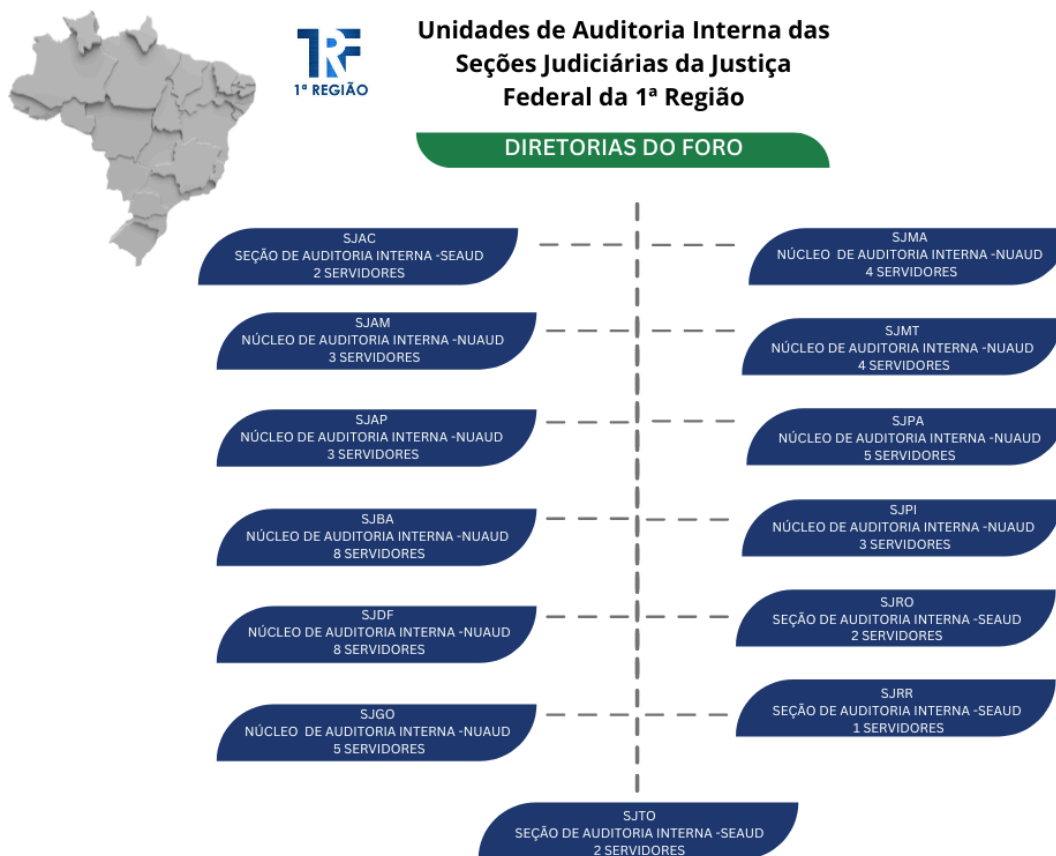 TRF
1ª REGIÃO
Unidades de Auditoria Interna das
Seções Judiciárias da Justiça
Federal da 1ª Região
DIRETORIAS DO FORO
SJAC
SEÇÃO DE AUDITORIA INTERNA -SEAUD
2 SERVIDORES
SJMA
NÚCLEO  DE AUDITORIA INTERNA -NUAUD
4 SERVIDORES
SJAM
NÚCLEO DE AUDITORIA INTERNA -NUAUD
3 SERVIDORES
SJMT
NÚCLEO DE AUDITORIA INTERNA -NUAUD
4 SERVIDORES
SJAP
NÚCLEO DE AUDITORIA INTERNA -NUAUD
3 SERVIDORES
SJPA
NÚCLEO DE AUDITORIA INTERNA -NUAUD
5 SERVIDORES
SJBA
NÚCLEO DE AUDITORIA INTERNA -NUAUD
8 SERVIDORES
SJPI
NÚCLEO DE AUDITORIA INTERNA -NUAUD
3 SERVIDORES
SJDF
NÚCLEO DE AUDITORIA INTERNA -NUAUD
8 SERVIDORES
SJRO
SEÇÃO DE AUDITORIA INTERNA -SEAUD
2 SERVIDORES
SJGO
NÚCLEO  DE AUDITORIA INTERNA -NUAUD
5 SERVIDORES
SJRR
SEÇÃO DE AUDITORIA INTERNA -SEAUD
1 SERVIDORES
SJTO
SEÇÃO DE AUDITORIA INTERNA -SEAUD
2 SERVIDORES